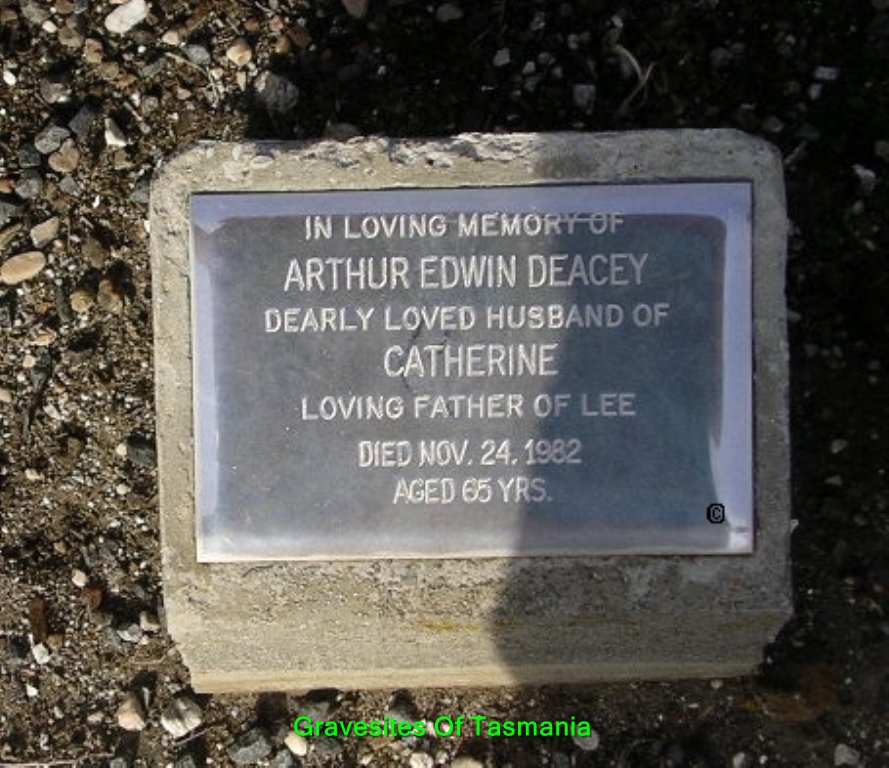 IN LOVING MEMORY OF
ARTHUR EDWIN DEACEY
DEARLY LOVED HUSBAND OF
CATHERINE
LOVING FATHER OF LEE
DIED NOV. 24. 1982
AGED 65 YRS.
©
Gravesites Of Tasmania